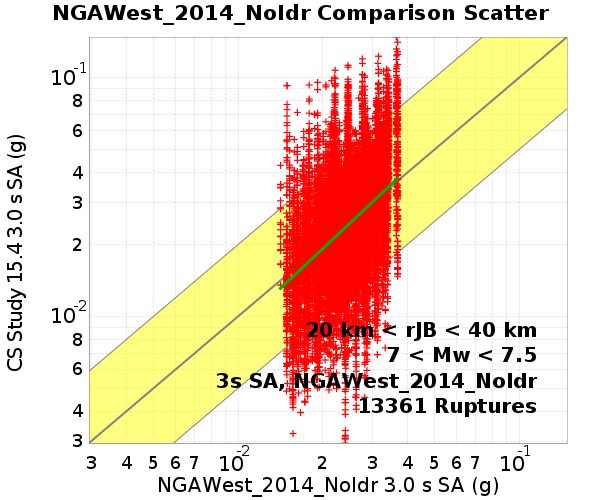 NGAWest_2014_NoIdr Comparison Scatter
CS Study 15.4 3.0 s SA (g)
10-1
8
6
4
3
2
10-2
8
6
4
3
20 km < rJB < 40 km
7 < Mw < 7.5
3s SA, NGAWest_2014_NoIdr
13361 Ruptures
3 4 5 6 7 10-2 2 3 4 5 6 7 10-1
NGAWest_2014_NoIdr 3.0 s SA (g)